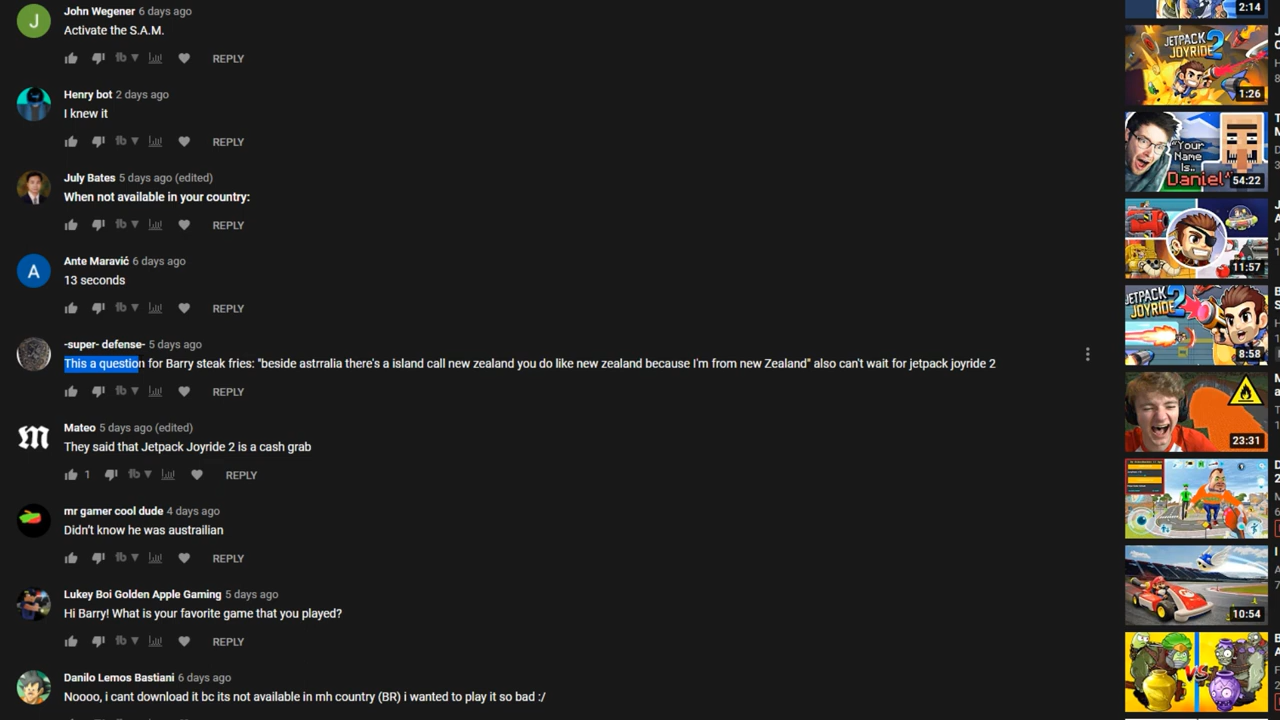 John Wegener 6 days ago
Activate the S.A.M.
REPLY
Henry bot 2 days ago
I knew it
REPLY
July Bates 5 days ago (edited)
When not available in your country:
REPLY
Ante Maravić 6 days ago
13 seconds
REPLY
-super- defense- 5 days ago
This a question for Barry steak fries: "beside astrralia there's a island call new zealand you do like new zealand because I'm from new Zealand" also can't wait for jetpack joyride 2
REPLY
Mateo 5 days ago (edited)
They said that Jetpack Joyride 2 is a cash grab
1 REPLY
mr gamer cool dude 4 days ago
Didn't know he was austrailian
REPLY
Lukey Boi Golden Apple Gaming 5 days ago
Hi Barry! What is your favorite game that you played?
REPLY
Danilo Lemos Bastiani 6 days ago
Noooo, i cant download it bc its not available in mh country (BR) i wanted to play it so bad :/
2:14
JETPACK
JOYRIDE 2
1:26
"Your
Name
Is..
Daniel"
54:22
11:57
JETPACK
JOYRIDE 2
8:58
23:31
10:54
VS